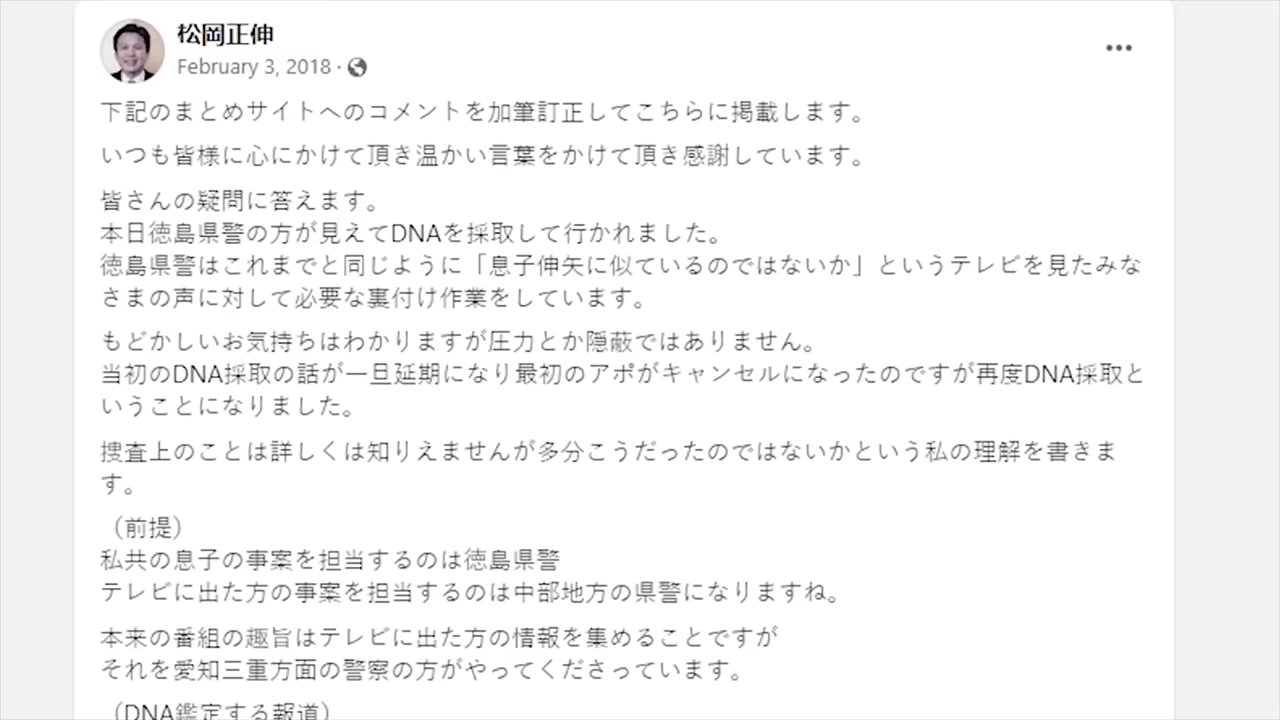 松岡正伸
February 3, 2018 ·
下記のまとめサイトへのコメントを加筆訂正してこちらに掲載します。
いつも皆様に心にかけて頂き温かい言葉をかけて頂き感謝しています。
皆さんの疑問に答えます。
本日徳島県警の方が見えてDNAを採取して行かれました。
徳島県警はこれまでと同じように「息子伸矢に似ているのではないか」というテレビを見たみな
さまの声に対して必要な裏付け作業をしています。
もどかしいお気持ちはわかりますが圧力とか隠蔽ではありません。
当初のDNA採取の話が一旦延期になり最初のアポがキャンセルになったのですが再度DNA採取と
いうことになりました。
捜査上のことは詳しくは知りえませんが多分こうだったのではないかという私の理解を書きま
す。
（前提）
私共の息子の事案を担当するのは徳島県警
テレビに出た方の事案を担当するのは中部地方の県警になりますね。
本来の番組の趣旨はテレビに出た方の情報を集めることですが
それを愛知三重方面の警察の方がやってくださっています。
（DNA鑑定する報道）